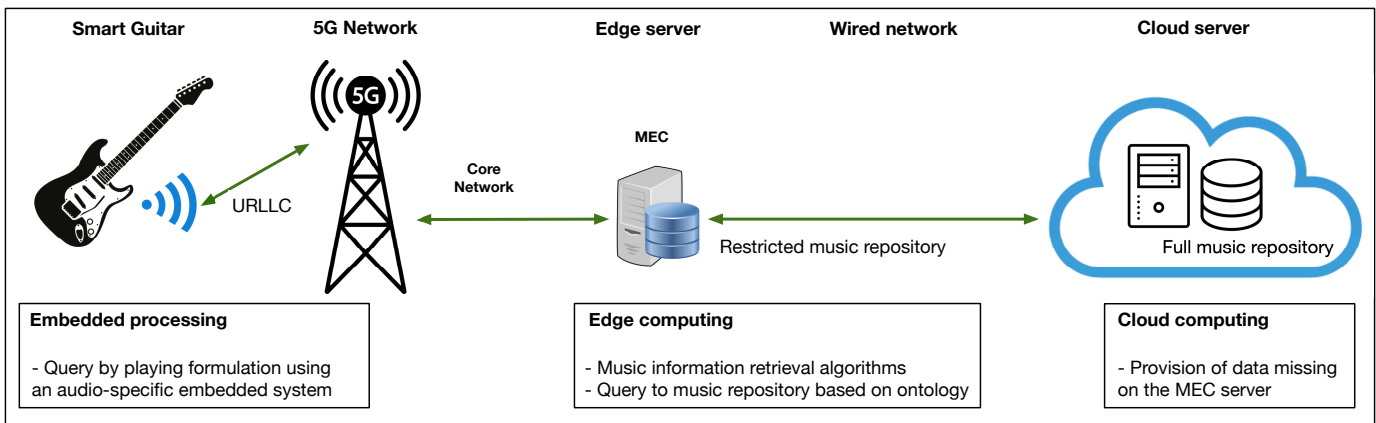 Smart Guitar
5G Network
Edge server
Wired network
Cloud server
5G
MEC
Core
Network
URLLC
Restricted music repository
Full music repository
Embedded processing
- Query by playing formulation using
an audio-specific embedded system
Edge computing
- Music information retrieval algorithms
- Query to music repository based on ontology
Cloud computing
- Provision of data missing
on the MEC server